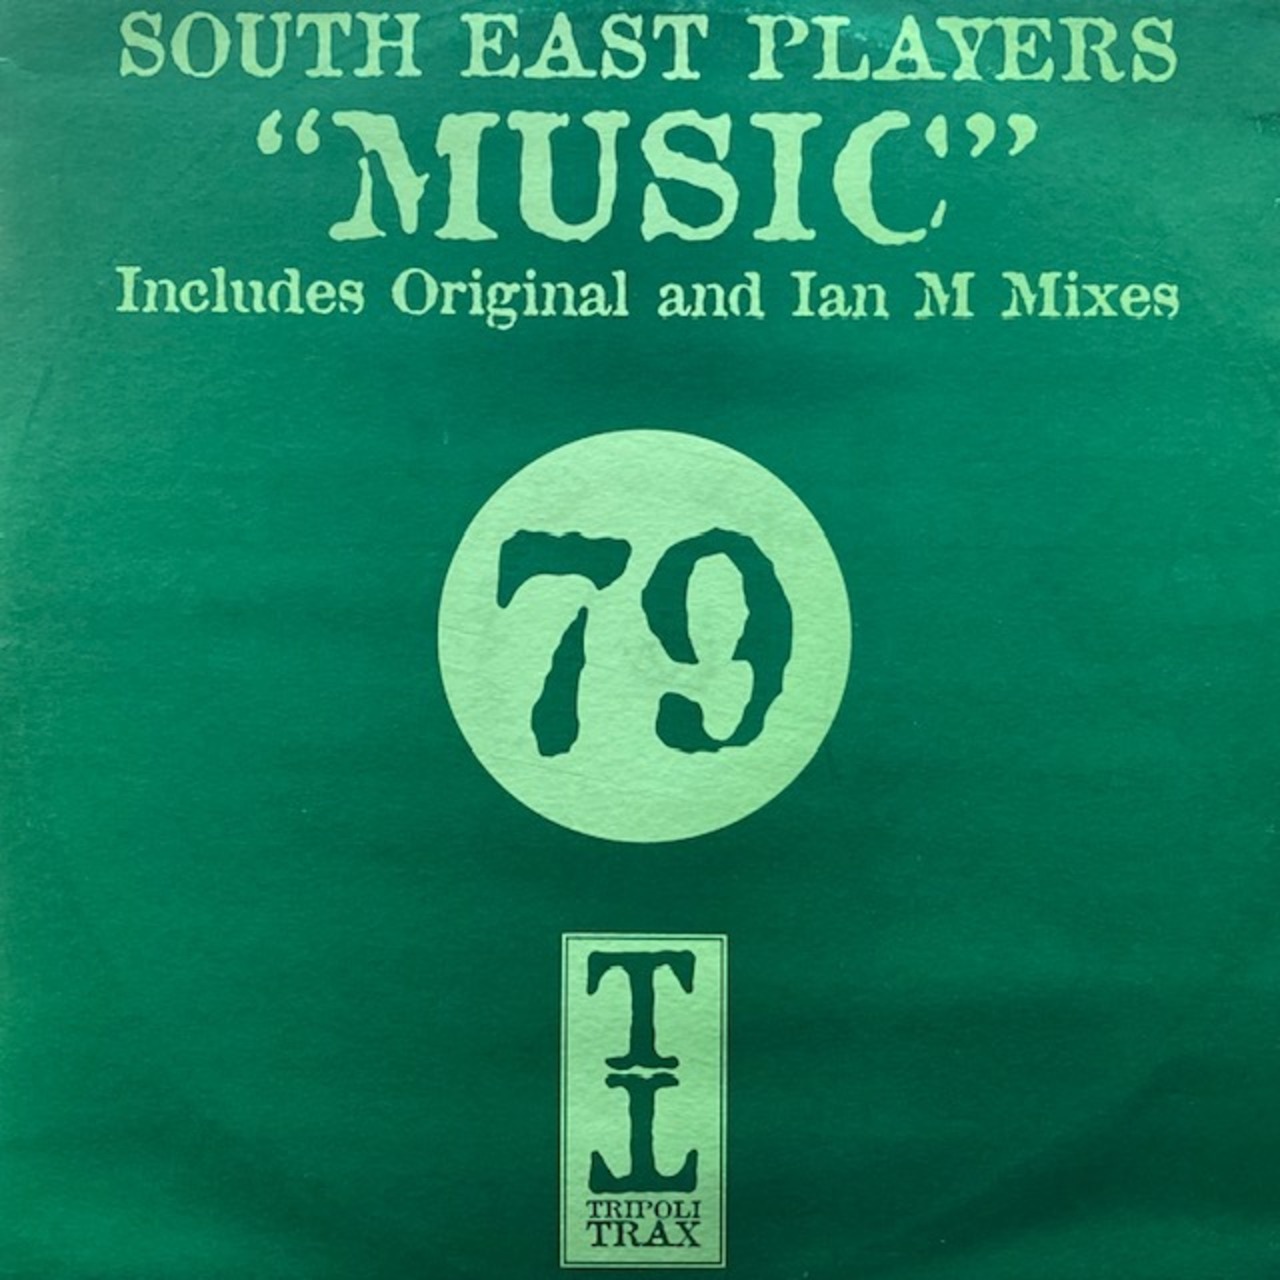 SOUTH EAST PLAYERS
“MUSIC”
Includes Original and Ian M Mixes
79
T
T
TRIPOLI
TRAX